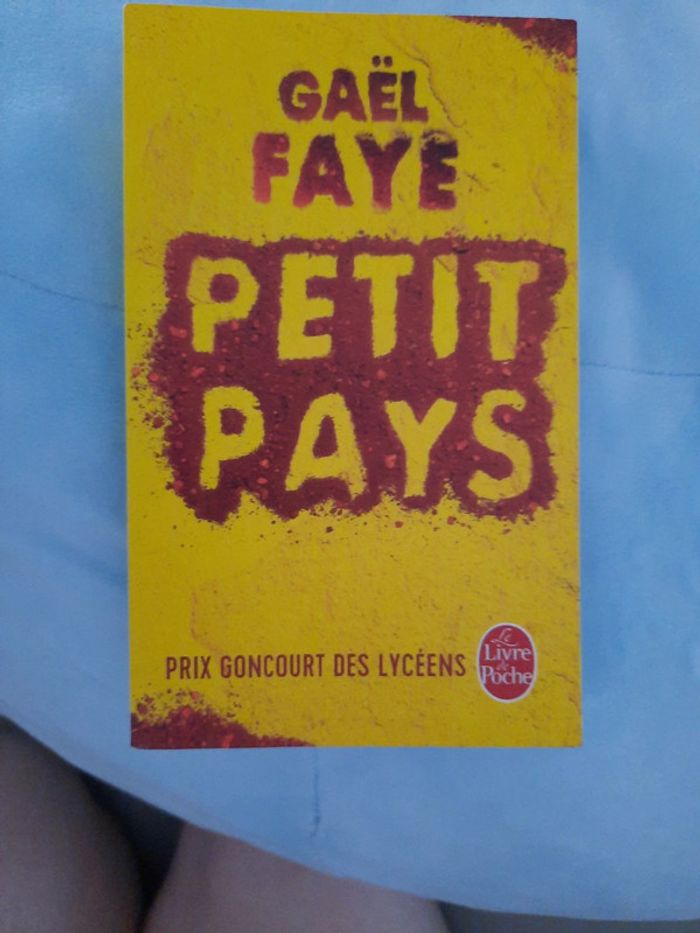 GAËL
FAYE
PETIT
PAYS
PRIX GONCOURT DES LYCÉENS
Le
Livre
de
Poche